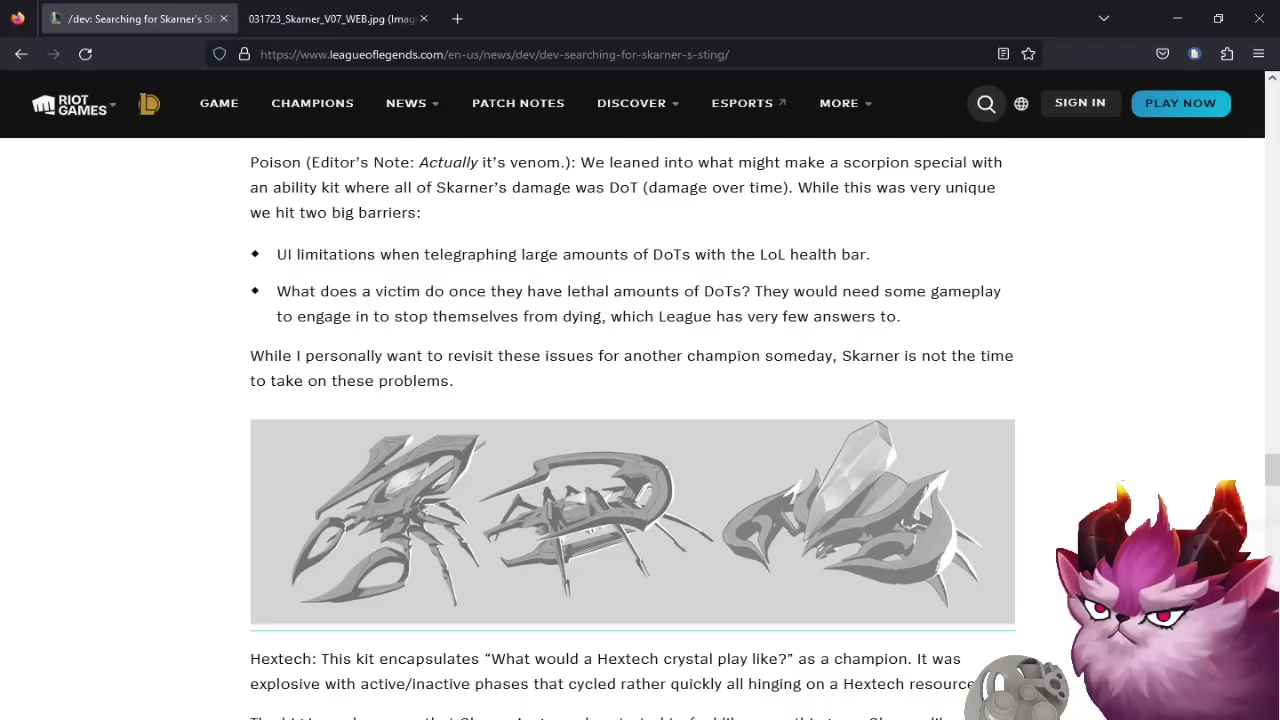 /dev: Searching for Skarner's St
031723_Skarner_V07_WEB.jpg (Imag
https://www.leagueoflegends.com/en-us/news/dev/dev-searching-for-skarner-s-sting/
RIOT GAMES
GAME
CHAMPIONS
NEWS
PATCH NOTES
DISCOVER
ESPORTS
MORE
SIGN IN
PLAY NOW
Poison (Editor's Note: Actually it's venom.): We leaned into what might make a scorpion special with
an ability kit where all of Skarner's damage was DoT (damage over time). While this was very unique
we hit two big barriers:
UI limitations when telegraphing large amounts of DoTs with the LoL health bar.
What does a victim do once they have lethal amounts of DoTs? They would need some gameplay
to engage in to stop themselves from dying, which League has very few answers to.
While I personally want to revisit these issues for another champion someday, Skarner is not the time
to take on these problems.
Hextech: This kit encapsulates “What would a Hextech crystal play like?” as a champion. It was
explosive with active/inactive phases that cycled rather quickly all hinging on a Hextech resource